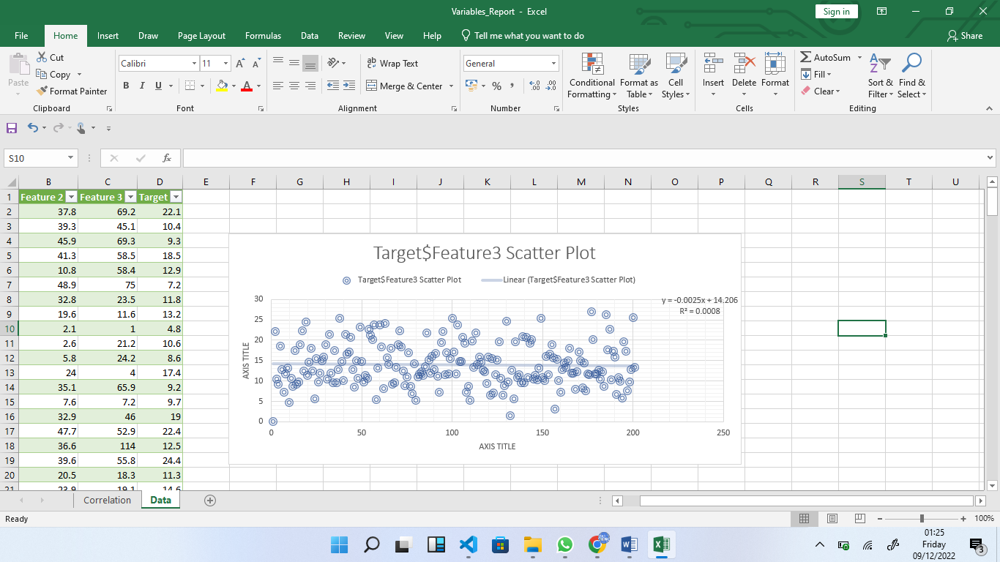 Variables_Report - Excel
Sign in
File Home Insert Draw Page Layout Formulas Data Review View Help Tell me what you want to do Share
Paste
Cut
Copy
Format Painter
Clipboard
Calibri 11
B I U
Font
Wrap Text
Merge & Center
Alignment
General
Number
Conditional Formatting
Format as Table
Cell Styles
Styles
Insert Delete Format
Cells
AutoSum
Fill
Clear
Sort & Filter
Find & Select
Editing
S10 fx
B C D E F G H I J K L M N O P Q R S T U
1 Feature 2 Feature 3 Target
2 37.8 69.2 22.1
3 39.3 45.1 10.4
4 45.9 69.3 9.3
5 41.3 58.5 18.5
6 10.8 58.4 12.9
7 48.9 75 7.2
8 32.8 23.5 11.8
9 19.6 11.6 13.2
10 2.1 1 4.8
11 2.6 21.2 10.6
12 5.8 24.2 8.6
13 24 4 17.4
14 35.1 65.9 9.2
15 7.6 7.2 9.7
16 32.9 46 19
17 47.7 52.9 22.4
18 36.6 114 12.5
19 39.6 55.8 24.4
20 20.5 18.3 11.3
21 23.9 19.1 14.6
Target$Feature3 Scatter Plot
Target$Feature3 Scatter Plot Linear (Target$Feature3 Scatter Plot)
y = -0.0025x + 14.206
R² = 0.0008
AXIS TITLE
30
25
20
15
10
5
0
0 50 100 150 200 250
AXIS TITLE
Correlation Data
Ready 100%
01:25
Friday
09/12/2022
3